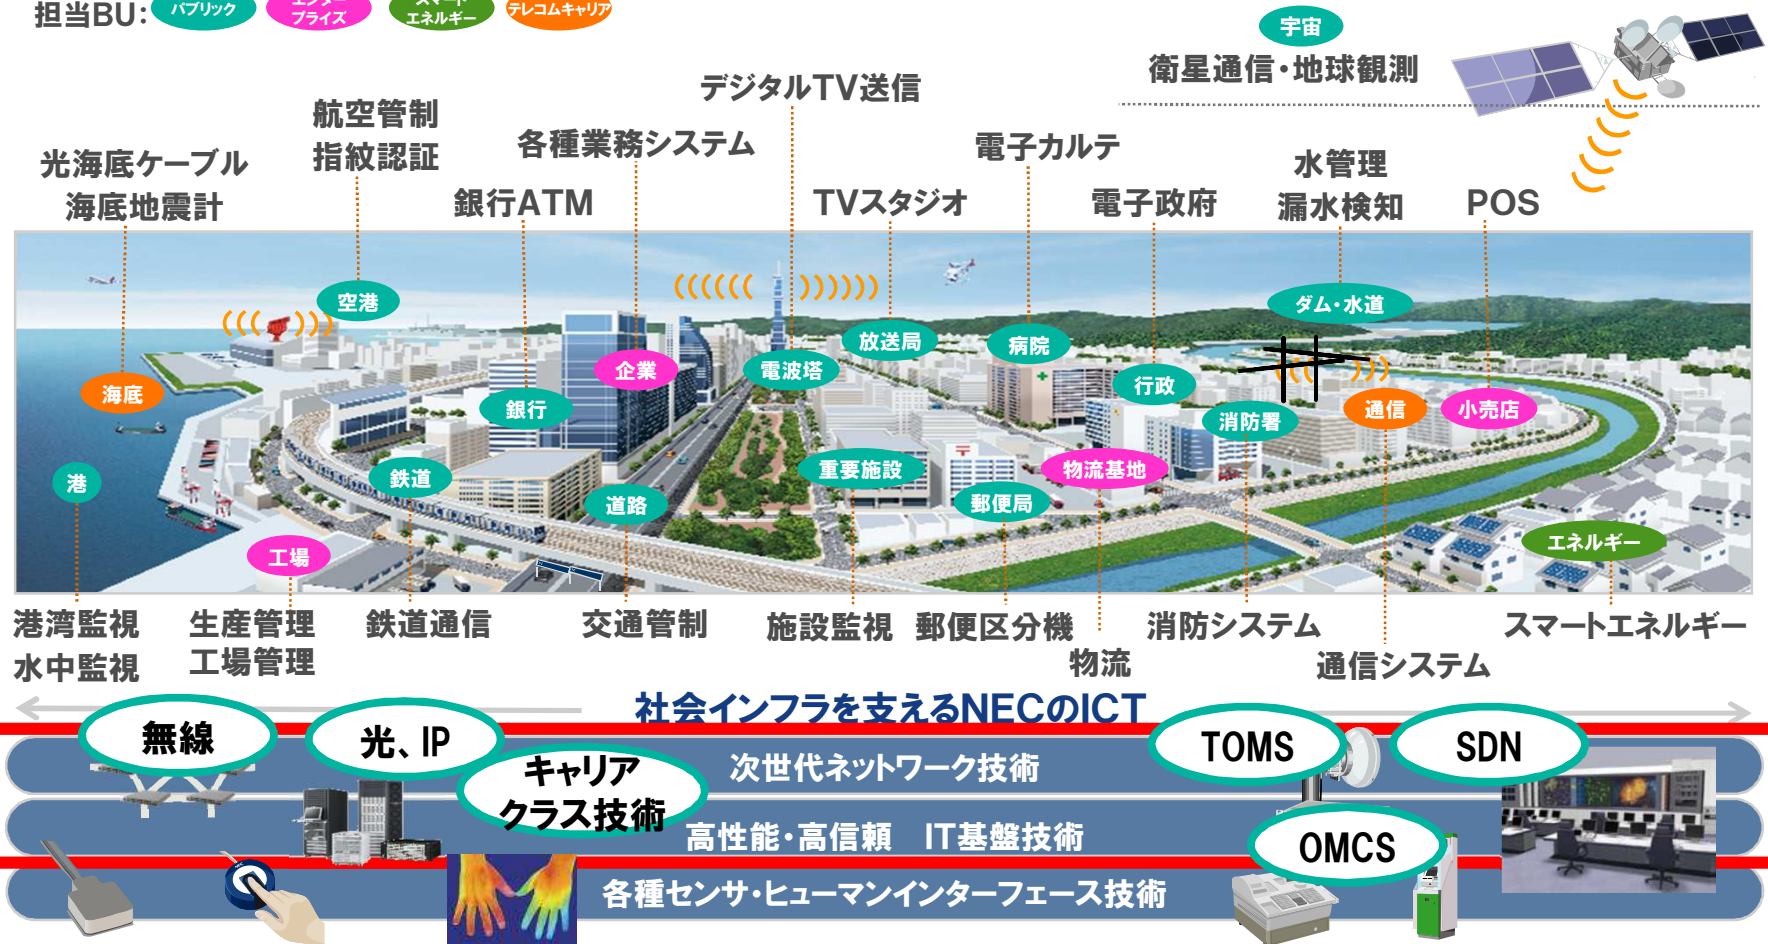 担当BU:
パブリック
エンター
プライズ
スマート
エネルギー
テレコムキャリア
宇宙
衛星通信・地球観測
デジタルTV送信
航空管制
指紋認証
各種業務システム
電子カルテ
光海底ケーブル
海底地震計
水管理
漏水検知
銀行ATM
TVスタジオ
電子政府
POS
空港
ダム・水道
放送局
病院
企業
電波塔
行政
海底
銀行
消防署
通信
小売店
港
鉄道
重要施設
物流基地
道路
郵便局
工場
エネルギー
港湾監視
水中監視
生産管理
工場管理
鉄道通信
交通管制
施設監視
郵便区分機
物流
消防システム
通信システム
スマートエネルギー
社会インフラを支えるNECのICT
無線
光、IP
キャリア
クラス技術
次世代ネットワーク技術
TOMS
SDN
高性能・高信頼　IT基盤技術
OMCS
各種センサ・ヒューマンインターフェース技術